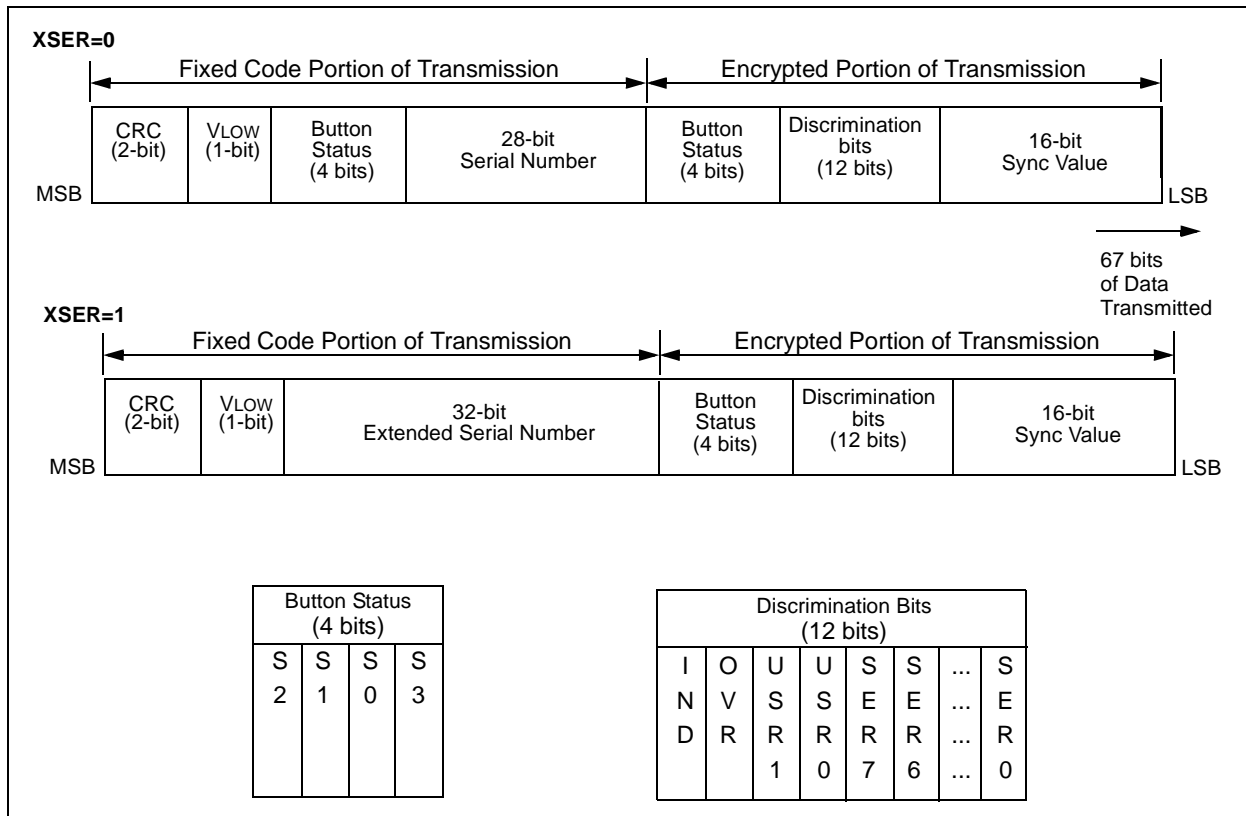 XSER=0
Fixed Code Portion of Transmission
Encrypted Portion of Transmission
CRC
(2-bit)
VLOW
(1-bit)
Button
Status
(4 bits)
28-bit
Serial Number
Button
Status
(4 bits)
Discrimination
bits
(12 bits)
16-bit
Sync Value
MSB
LSB
67 bits
of Data
Transmitted
XSER=1
Fixed Code Portion of Transmission
Encrypted Portion of Transmission
CRC
(2-bit)
VLOW
(1-bit)
32-bit
Extended Serial Number
Button
Status
(4 bits)
Discrimination
bits
(12 bits)
16-bit
Sync Value
MSB
LSB
Button Status
(4 bits)
S S S S
2 1 0 3
Discrimination Bits
(12 bits)
I O U U S S ... S
N V S S E E ... E
D R R R R R ... R
1 0 7 6 ... 0